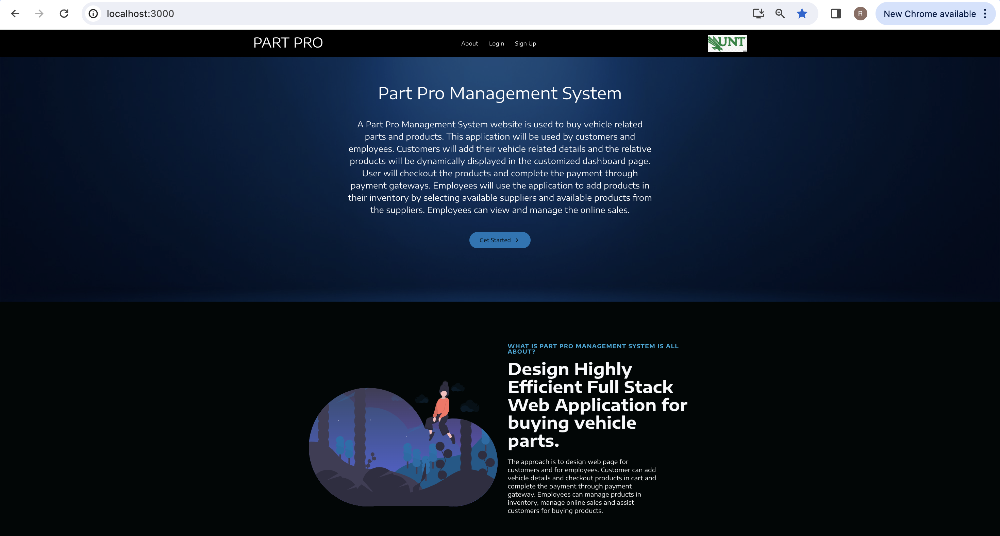 localhost:3000
R
New Chrome available
PART PRO
About
Login
Sign Up
UNT
Part Pro Management System
A Part Pro Management System website is used to buy vehicle related
parts and products. This application will be used by customers and
employees. Customers will add their vehicle related details and the relative
products will be dynamically displayed in the customized dashboard page.
User will checkout the products and complete the payment through
payment gateways. Employees will use the application to add products in
their inventory by selecting available suppliers and available products from
the suppliers. Employees can view and manage the online sales.
Get Started
WHAT IS PART PRO MANAGEMENT SYSTEM IS ALL
ABOUT?
Design Highly
Efficient Full Stack
Web Application for
buying vehicle
parts.
The approach is to design web page for
customers and for employees. Customer can add
vehicle details and checkout products in cart and
complete the payment through payment
gateway. Employees can manage prducts in
inventory, manage online sales and assist
customers for buying products.